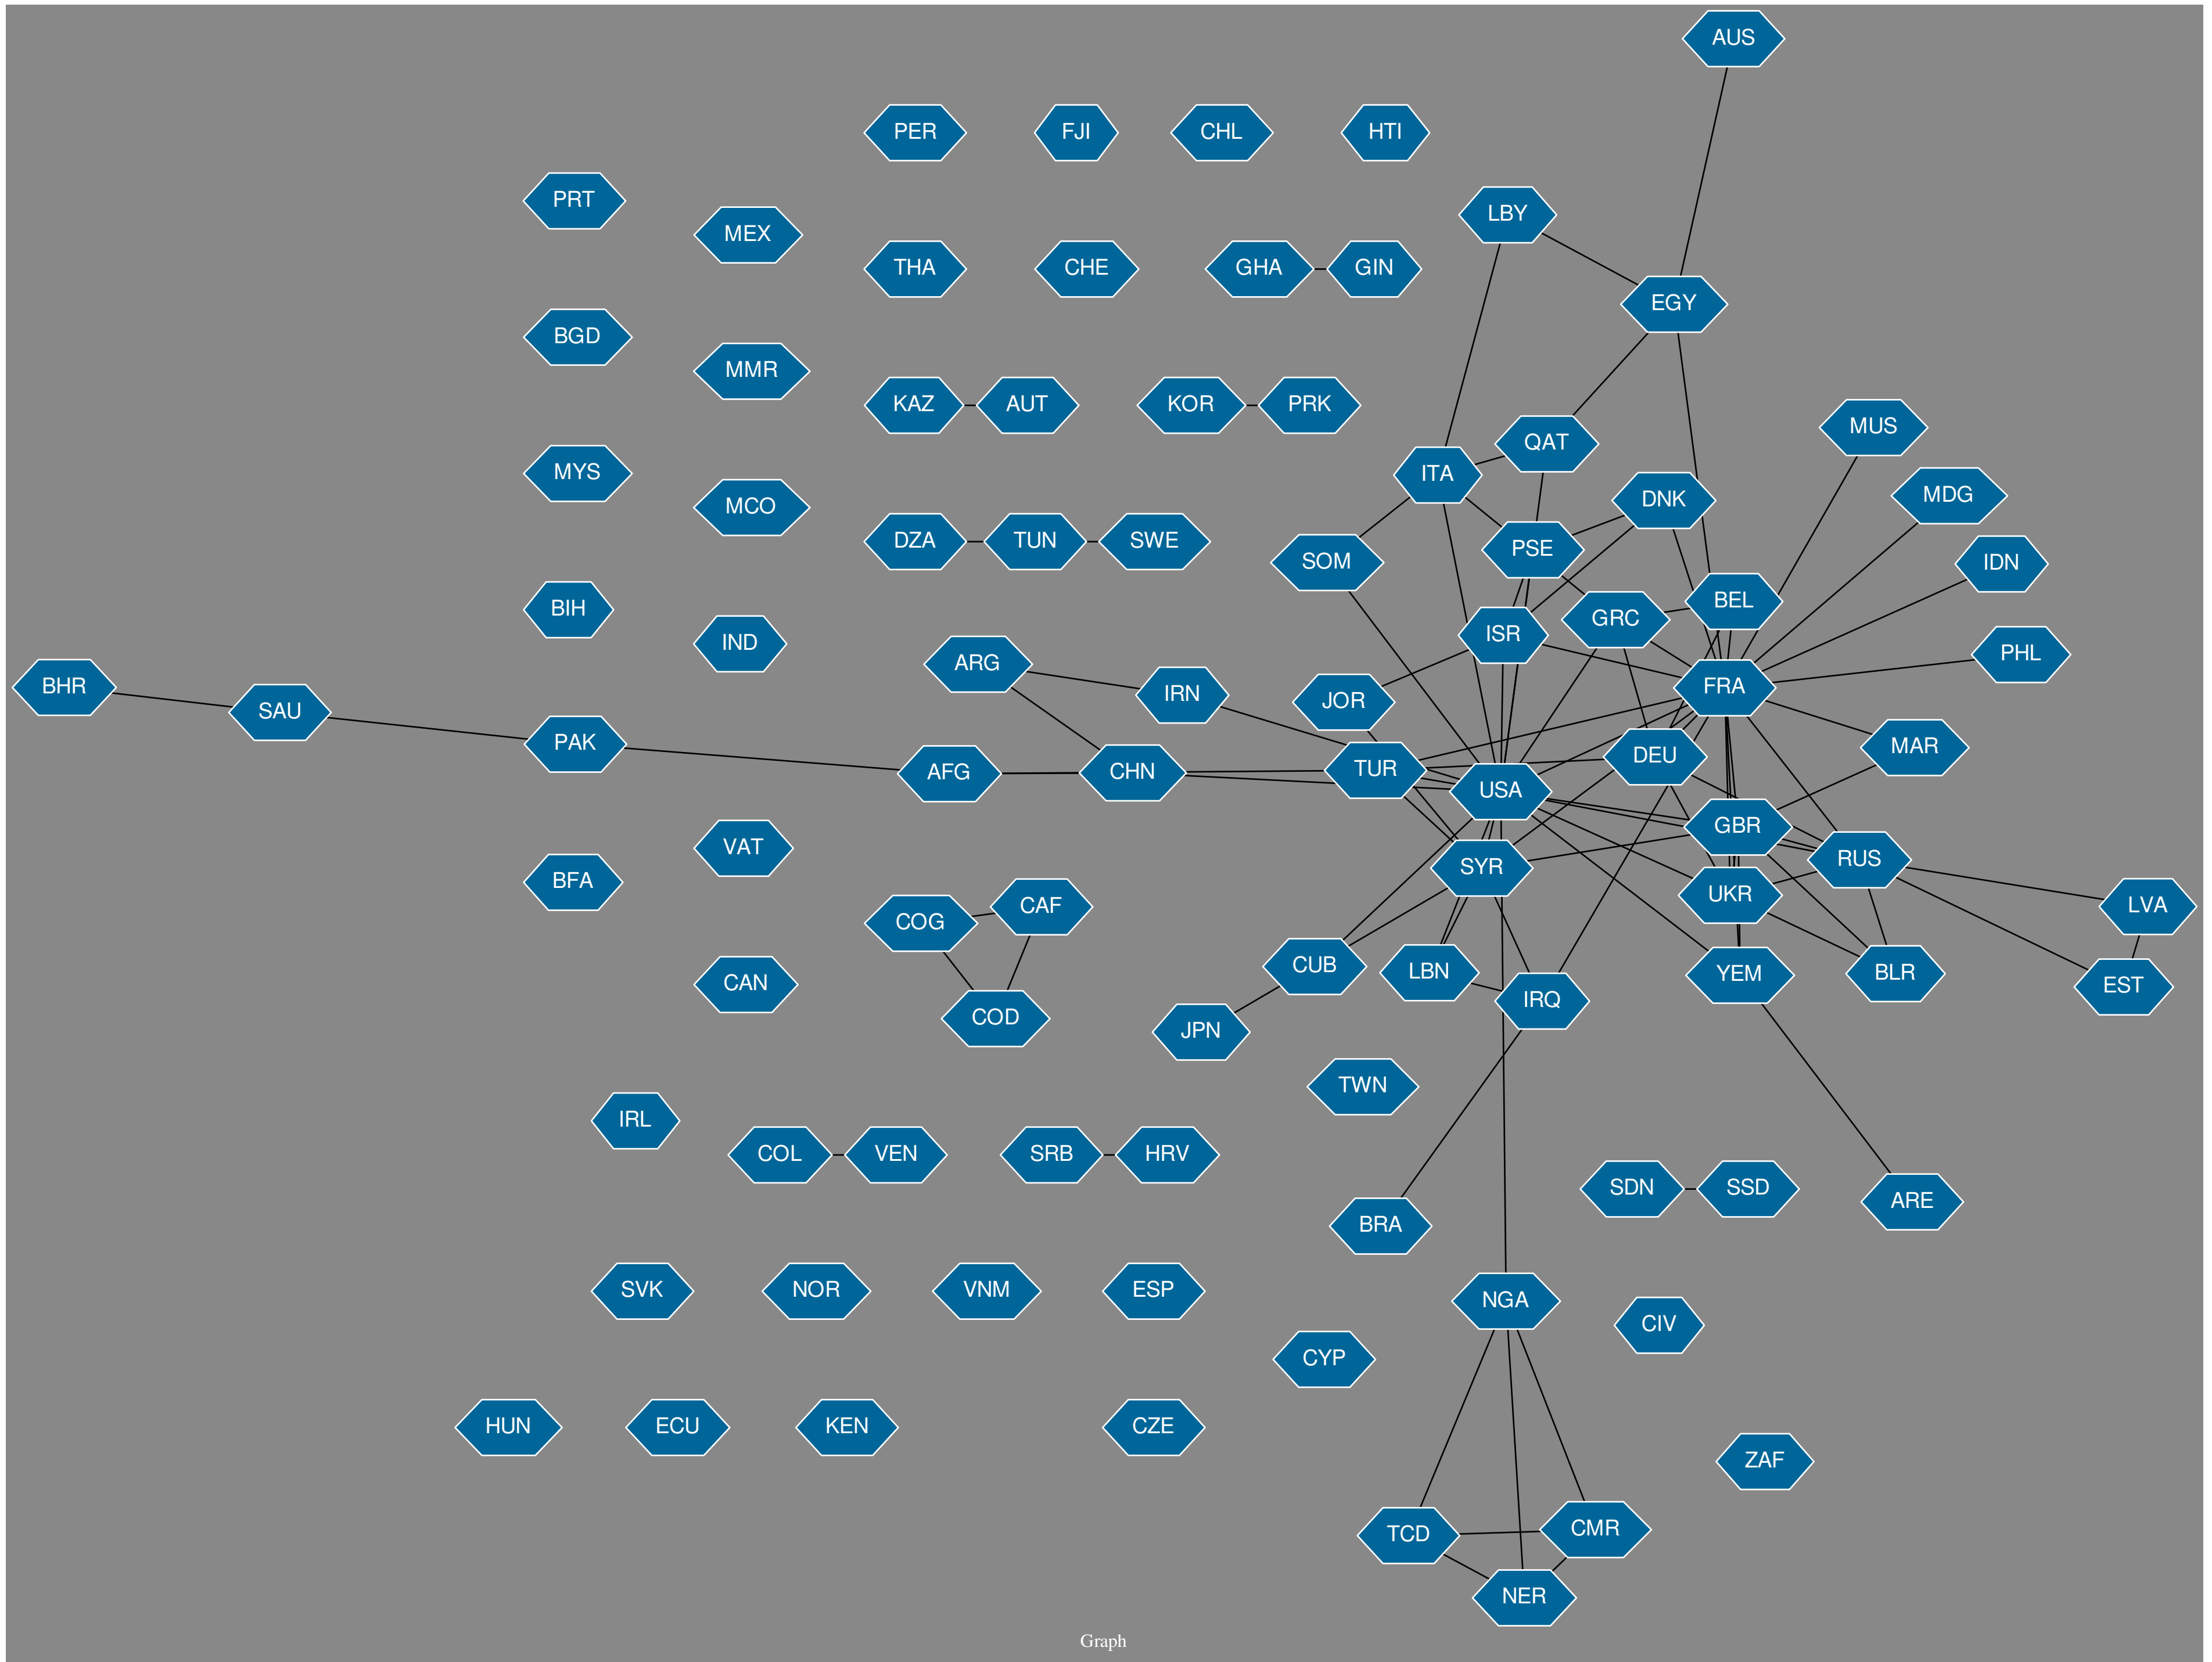 AUS
PER
FJI
CHL
HTI
PRT
LBY
MEX
THA
CHE
GHA
GIN
EGY
BGD
MMR
KAZ
AUT
KOR
PRK
MUS
QAT
MYS
ITA
MDG
DNK
MCO
DZA
TUN
SWE
PSE
SOM
IDN
BEL
BIH
GRC
ISR
IND
PHL
ARG
BHR
FRA
IRN
JOR
SAU
PAK
MAR
DEU
AFG
CHN
TUR
USA
GBR
VAT
RUS
SYR
BFA
UKR
CAF
LVA
COG
CUB
LBN
YEM
BLR
CAN
EST
IRQ
COD
JPN
TWN
IRL
COL
VEN
SRB
HRV
SDN
SSD
ARE
BRA
SVK
NOR
VNM
ESP
NGA
CIV
CYP
HUN
ECU
KEN
CZE
ZAF
TCD
CMR
NER
Graph